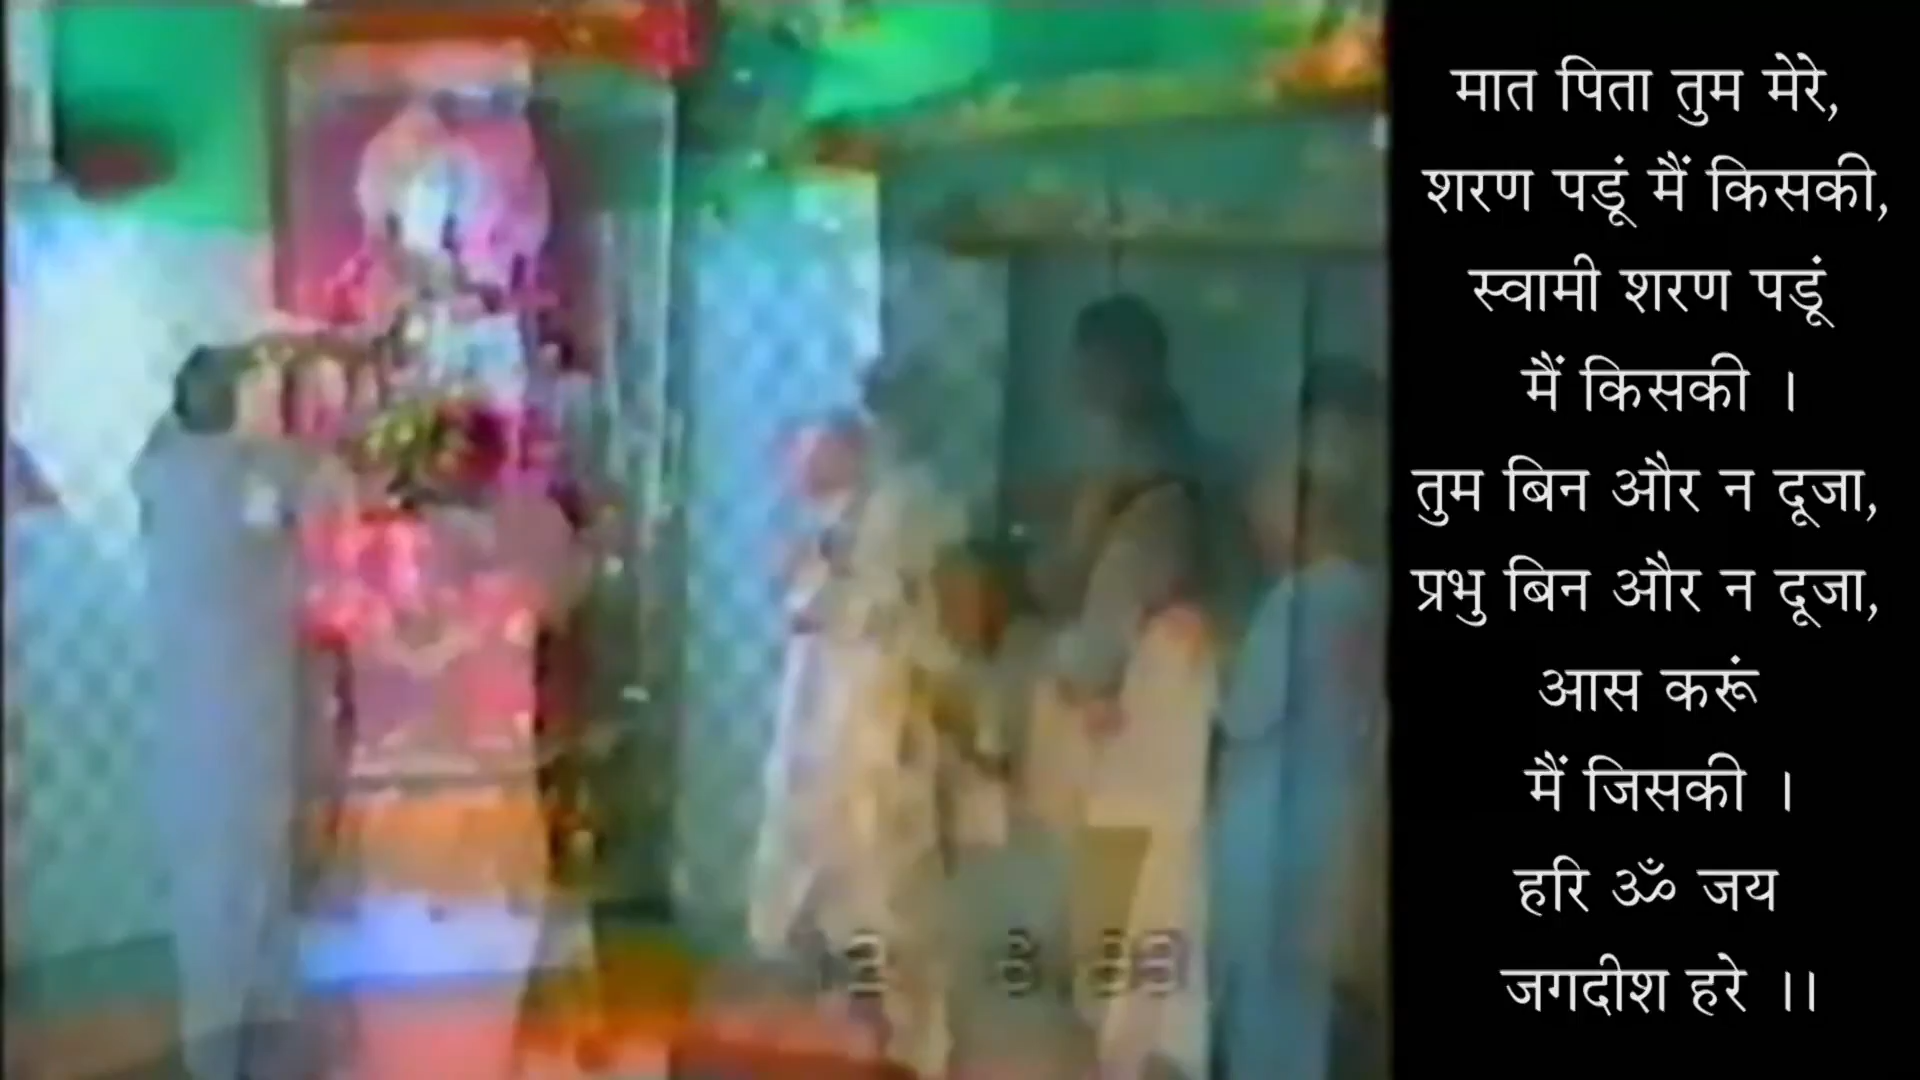 मात पिता तुम मेरे,
शरण पडूं मैं किसकी,
स्वामी शरण पडूं
मैं किसकी ।
तुम बिन और न दूजा,
प्रभु बिन और न दूजा,
आस करूं
मैं जिसकी ।
हरि ॐ जय
जगदीश हरे ।।